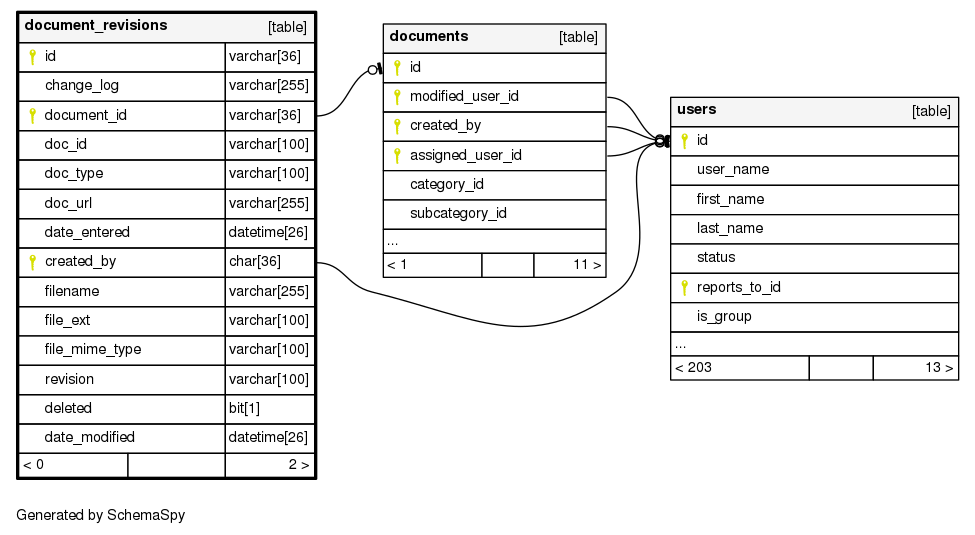 document_revisions [table]
id varchar[36]
change_log varchar[255]
document_id varchar[36]
doc_id varchar[100]
doc_type varchar[100]
doc_url varchar[255]
date_entered datetime[26]
created_by char[36]
filename varchar[255]
file_ext varchar[100]
file_mime_type varchar[100]
revision varchar[100]
deleted bit[1]
date_modified datetime[26]
< 0 2 >
documents [table]
id
modified_user_id
created_by
assigned_user_id
category_id
subcategory_id
...
< 1 11 >
users [table]
id
user_name
first_name
last_name
status
reports_to_id
is_group
...
< 203 13 >
Generated by SchemaSpy